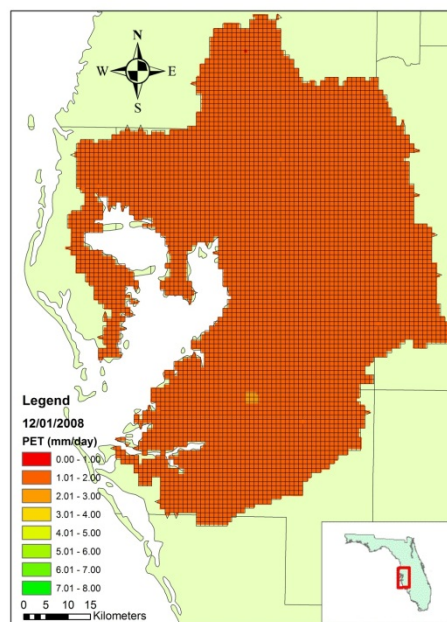 N
W E
S
Legend
12/01/2008
PET (mm/day)
0.00 - 1.00
1.01 - 2.00
2.01 - 3.00
3.01 - 4.00
4.01 - 5.00
5.01 - 6.00
6.01 - 7.00
7.01 - 8.00
0 5 10 15
Kilometers